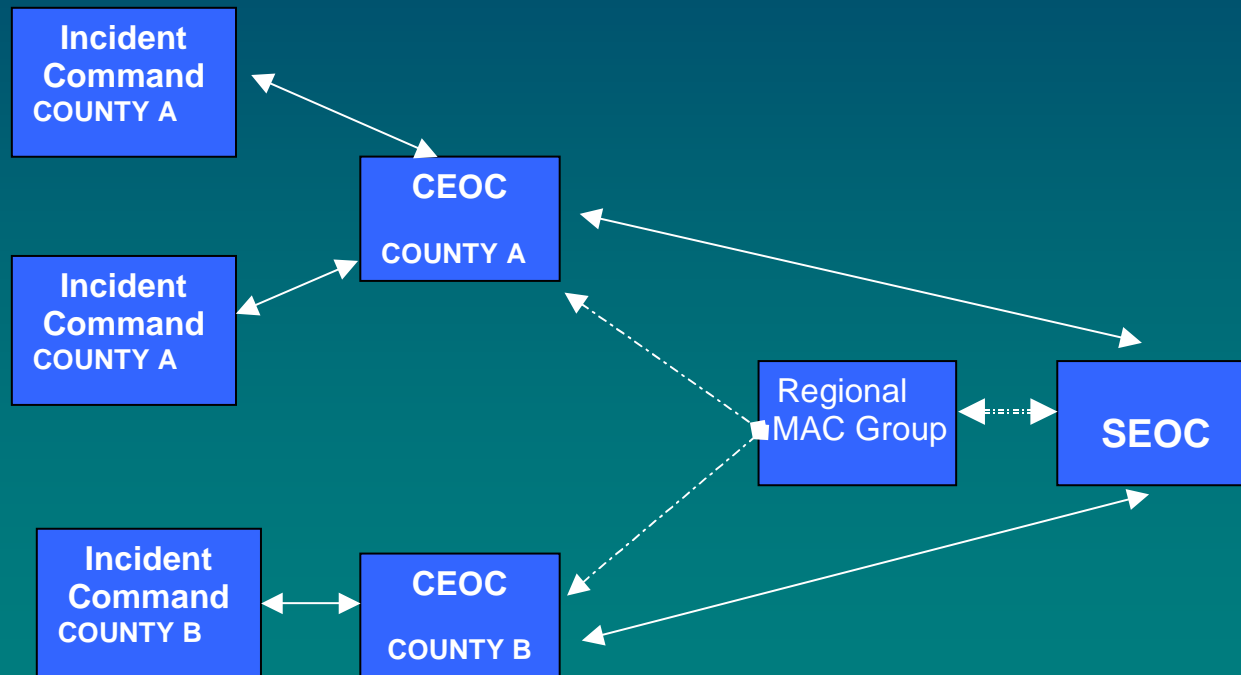 Incident
Command
COUNTY A
CEOC
COUNTY A
Incident
Command
COUNTY A
Regional
MAC Group
SEOC
Incident
Command
COUNTY B
CEOC
COUNTY B